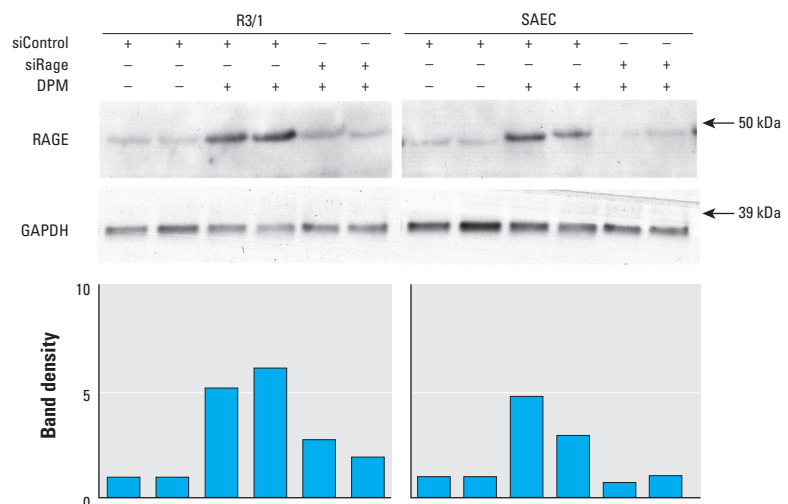 R3/1 SAEC
siControl + + + + – – + + + + – –
siRage – – – – + + – – – – + +
DPM – – + + + + – – + + + +
RAGE 50 kDa
GAPDH 39 kDa
10
5
0
Band density